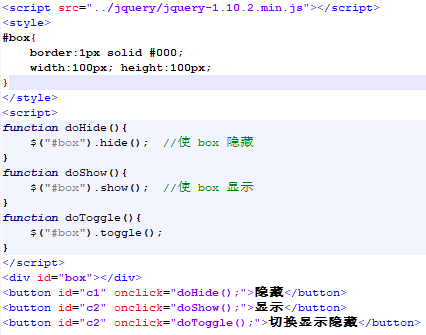 <script src="../jquery/jquery-1.10.2.min.js"></script>
<style>
#box{
    border:1px solid #000;
    width:100px; height:100px;
}
</style>
<script>
function doHide(){
    $("#box").hide();  //使 box 隐藏
}
function doShow(){
    $("#box").show();  //使 box 显示
}
function doToggle(){
    $("#box").toggle();
}
</script>
<div id="box"></div>
<button id="c1" onclick="doHide();">隐藏</button>
<button id="c2" onclick="doShow();">显示</button>
<button id="c2" onclick="doToggle();">切换显示隐藏</button>